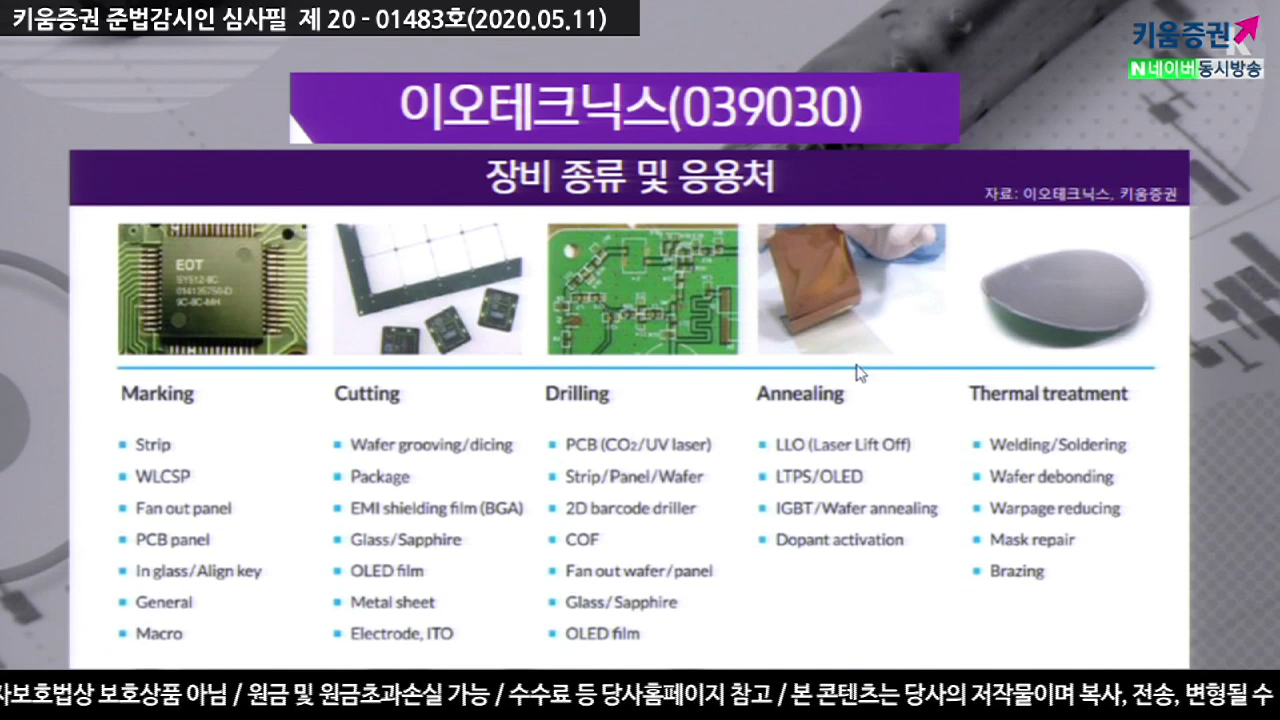 키움증권 준법감시인 심사필 제 20 - 01483호(2020.05.11)
키움증권
N 네이버 동시방송
이오테크닉스(039030)
장비 종류 및 응용처
자료: 이오테크닉스, 키움증권
EOT
Marking
Strip
WLCSP
Fan out panel
PCB panel
In glass/Align key
General
Macro
Cutting
Wafer grooving/dicing
Package
EMI shielding film (BGA)
Glass/Sapphire
OLED film
Metal sheet
Electrode, ITO
Drilling
PCB (CO2/UV laser)
Strip/Panel/Wafer
2D barcode driller
COF
Fan out wafer/panel
Glass/Sapphire
OLED film
Annealing
LLO (Laser Lift Off)
LTPS/OLED
IGBT/Wafer annealing
Dopant activation
Thermal treatment
Welding/Soldering
Wafer debonding
Warpage reducing
Mask repair
Brazing
자보호법상 보호상품 아님 / 원금 및 원금초과손실 가능 / 수수료 등 당사홈페이지 참고 / 본 콘텐츠는 당사의 저작물이며 복사, 전송, 변형될 수